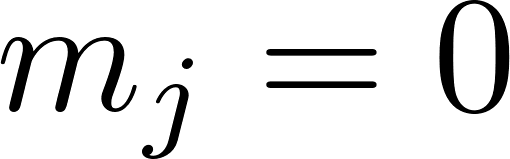 m_j = 0